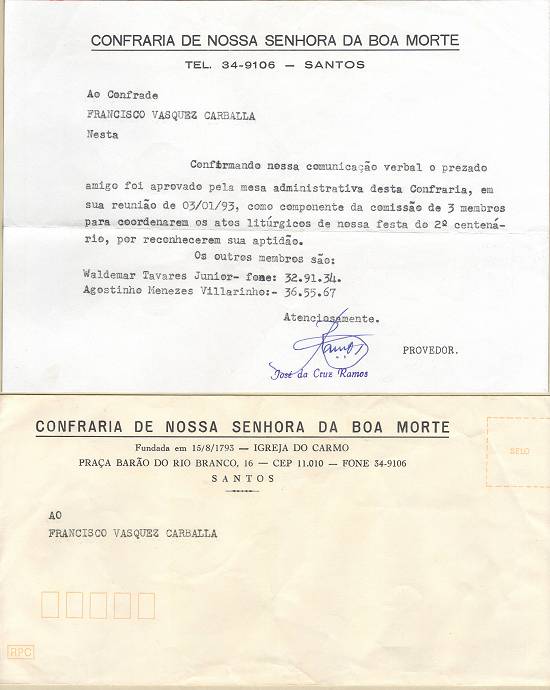 CONFRARIA DE NOSSA SENHORA DA BOA MORTE
TEL. 34-9106 — SANTOS
Ao Confrade
FRANCISCO VASQUEZ CARBALLA
Nesta
Confirmando nossa comunicação verbal o prezado
amigo foi aprovado pela mesa administrativa desta Confraria, em
sua reunião de 03/01/93, como componente da comissão de 3 membros
para coordenarem os atos litúrgicos de nossa festa do 2º centená-
rio, por reconhecerem sua aptidão.
Os outros membros são:
Waldemar Tavares Junior- fone: 32.91.34.
Agostinho Menezes Villarinho:- 36.55.67
Atenciosamente.
Ramos
PROVEDOR.
José da Cruz Ramos
CONFRARIA DE NOSSA SENHORA DA BOA MORTE
Fundada em 15/8/1793 — IGREJA DO CARMO
PRAÇA BARÃO DO RIO BRANCO, 16 — CEP 11.010 — FONE 34-9106
SANTOS
SELO
AO
FRANCISCO VASQUEZ CARBALLA
RPC